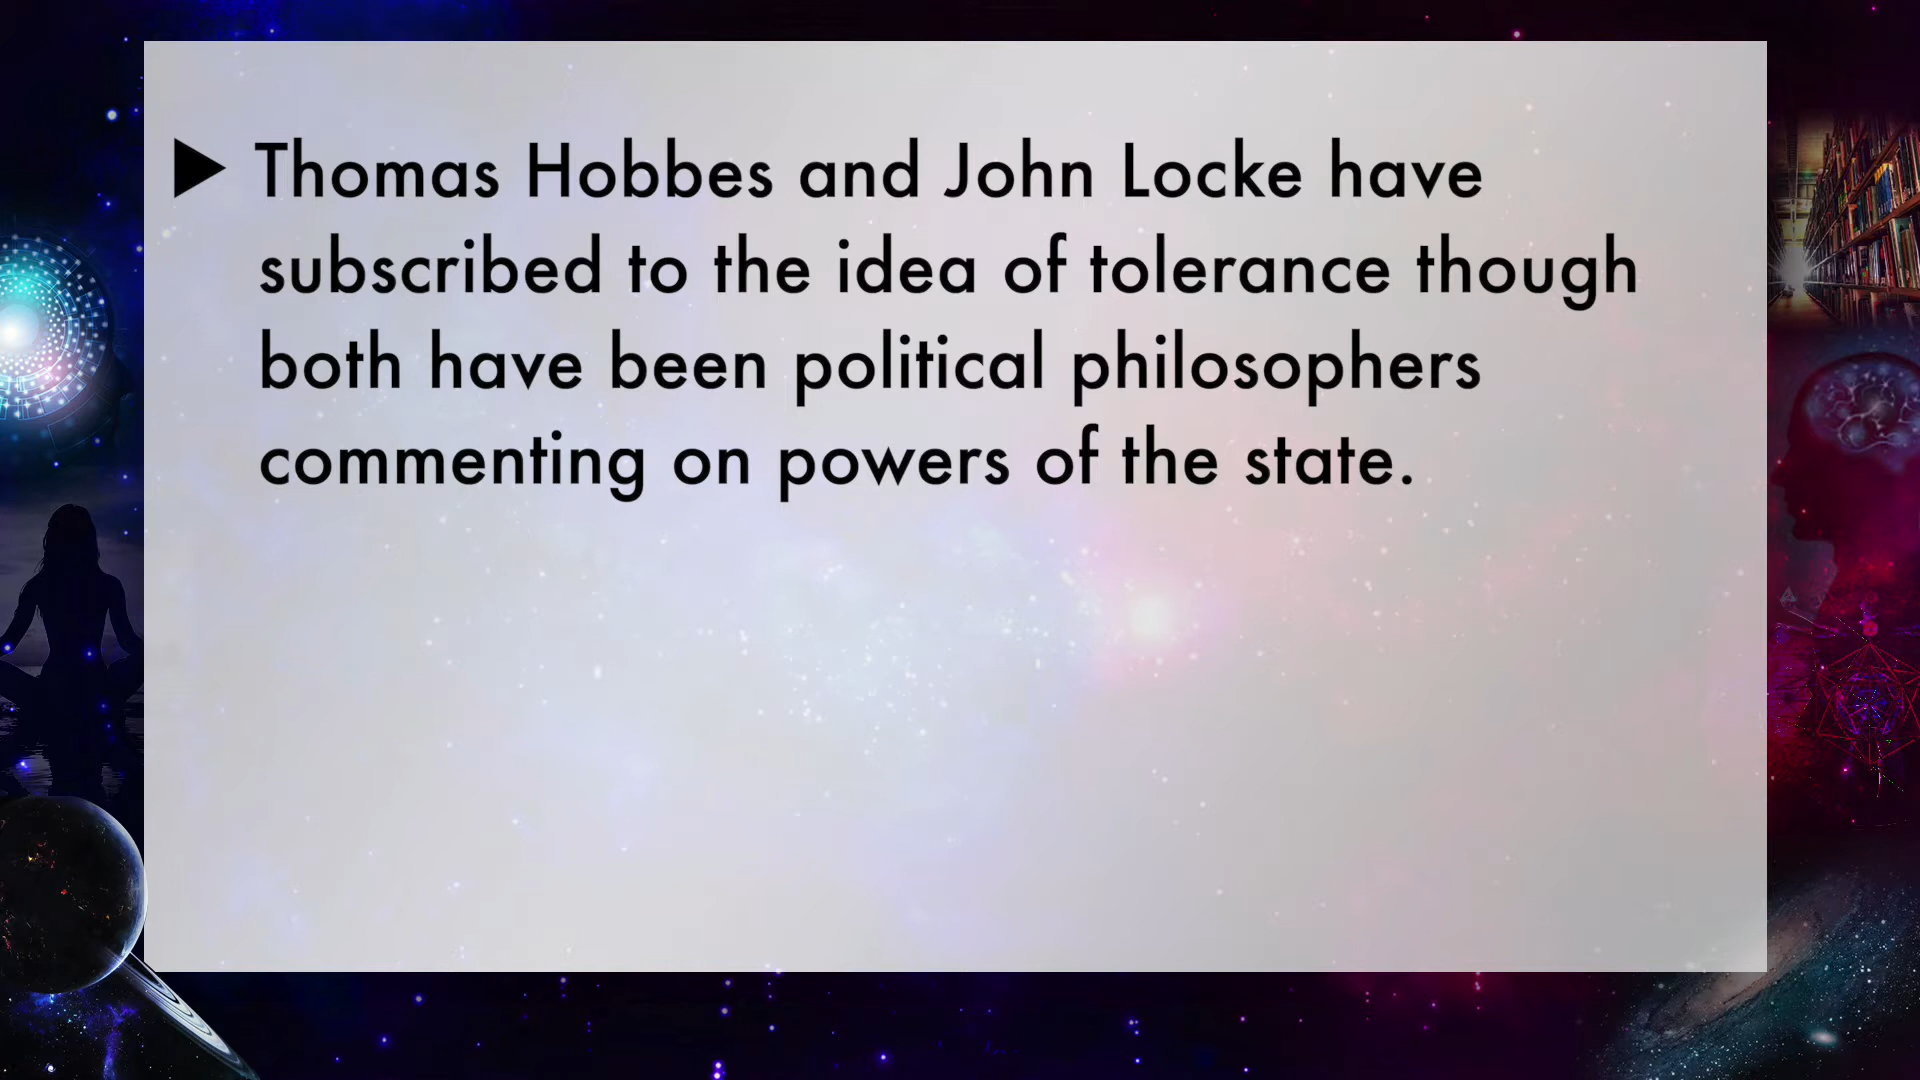 Thomas Hobbes and John Locke have
subscribed to the idea of tolerance though
both have been political philosophers
commenting on powers of the state.